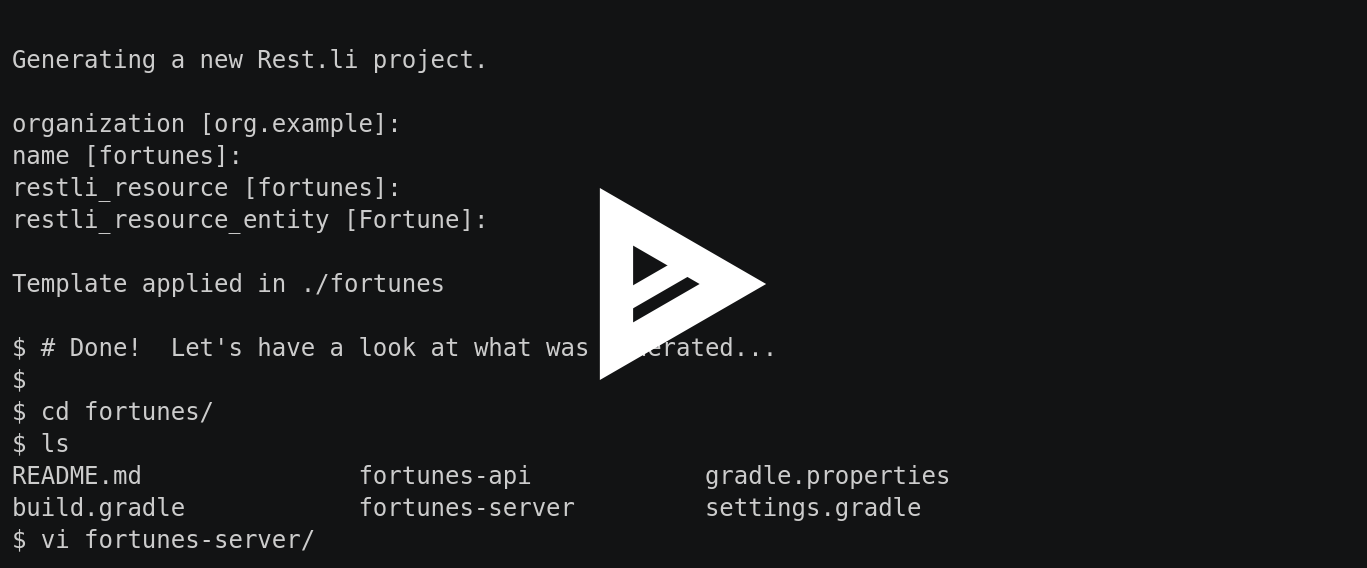 Generating a new Rest.li project.
organization [org.example]:
name [fortunes]:
restli_resource [fortunes]:
restli_resource_entity [Fortune]:
Template applied in ./fortunes
$ # Done!  Let's have a look at what was erated...
$
$ cd fortunes/
$ ls
README.md               fortunes-api            gradle.properties
build.gradle            fortunes-server         settings.gradle
$ vi fortunes-server/